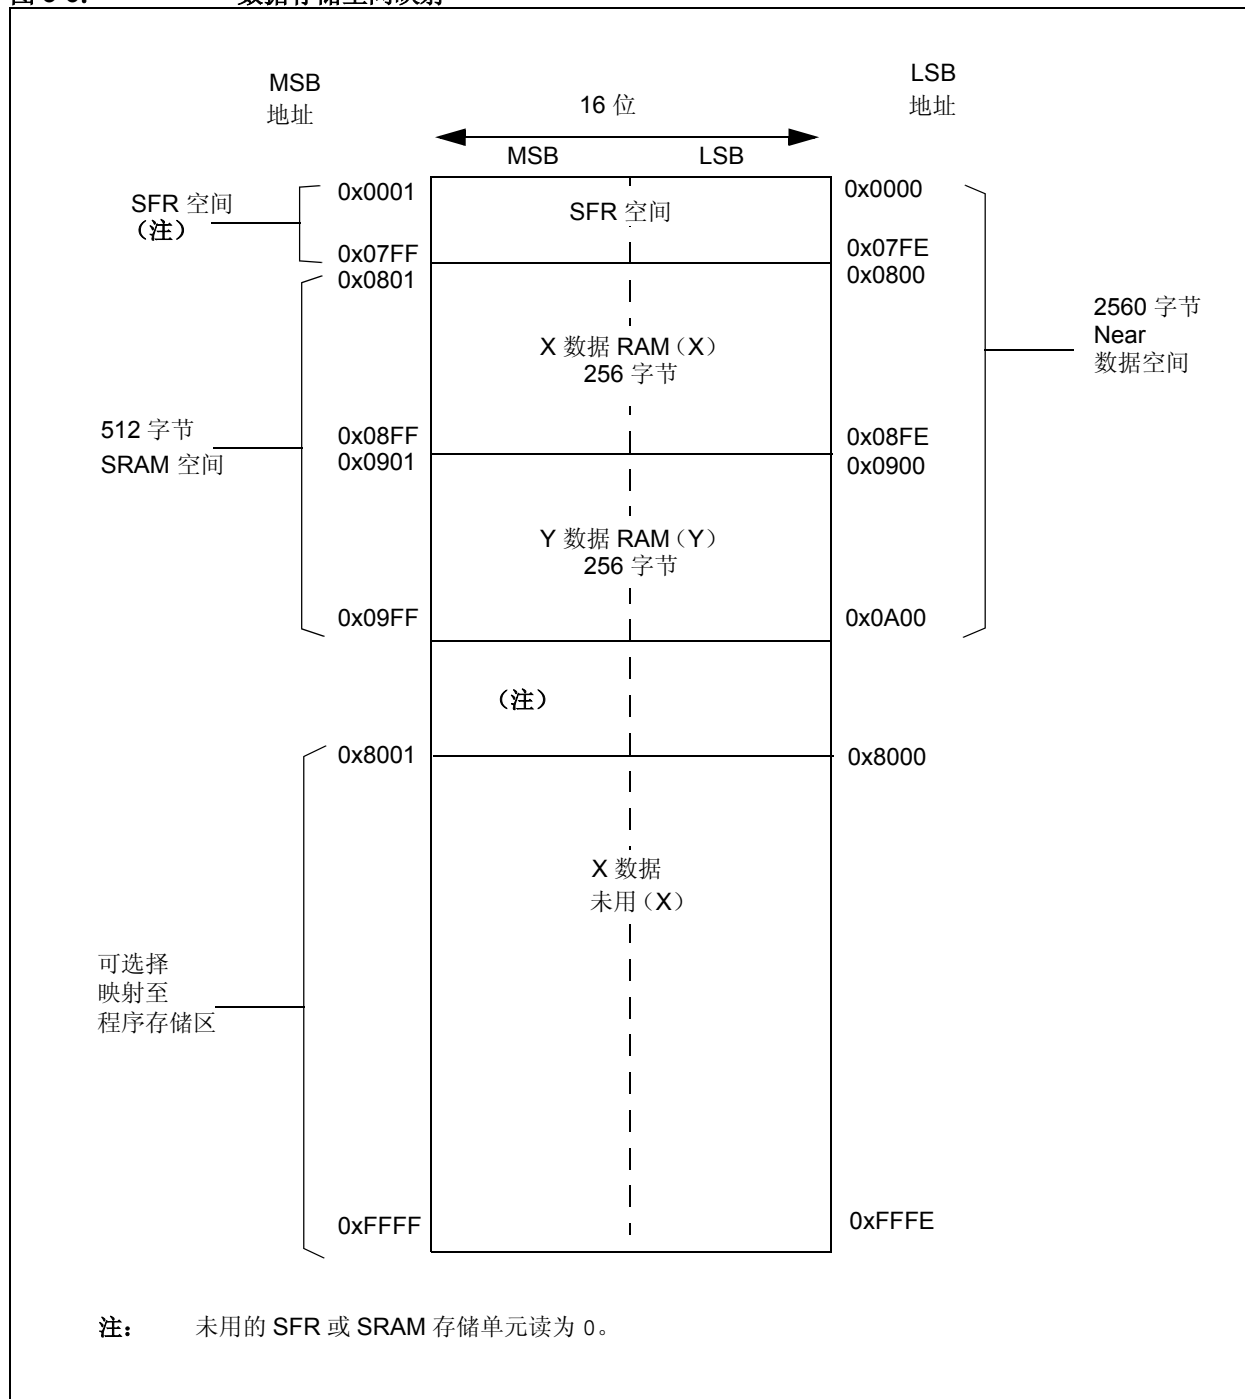 MSB
地址
16 位
LSB
地址
MSB
LSB
SFR 空间
（注）
0x0001
SFR 空间
0x0000
0x07FF
0x07FE
0x0801
0x0800
X 数据 RAM（X）
256 字节
2560 字节
Near
数据空间
512 字节
SRAM 空间
0x08FF
0x08FE
0x0901
0x0900
Y 数据 RAM（Y）
256 字节
0x09FF
0x0A00
（注）
0x8001
0x8000
X 数据
未用（X）
可选择
映射至
程序存储区
0xFFFF
0xFFFE
注： 未用的 SFR 或 SRAM 存储单元读为 0。